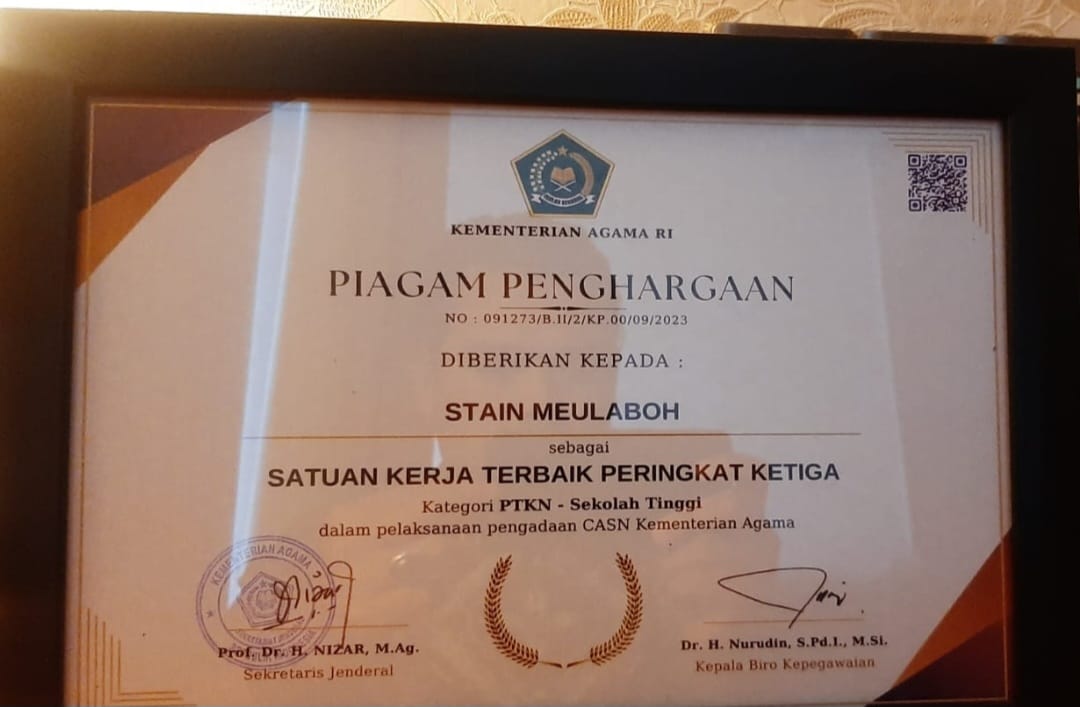 KEMENTERIAN AGAMA RI
PIAGAM PENGHARGAAN
NO : 091273/B.II/2/KP.00/09/2023
DIBERIKAN KEPADA :
STAIN MEULABOH
sebagai
SATUAN KERJA TERBAIK PERINGKAT KETIGA
Kategori PTKN - Sekolah Tinggi
dalam pelaksanaan pengadaan CASN Kementerian Agama
KEMENTERIAN AGAMA
Prof. Dr. H. NIZAR, M.Ag.
Sekretaris Jenderal
Dr. H. Nurudin, S.Pd.I., M.Si.
Kepala Biro Kepegawaian